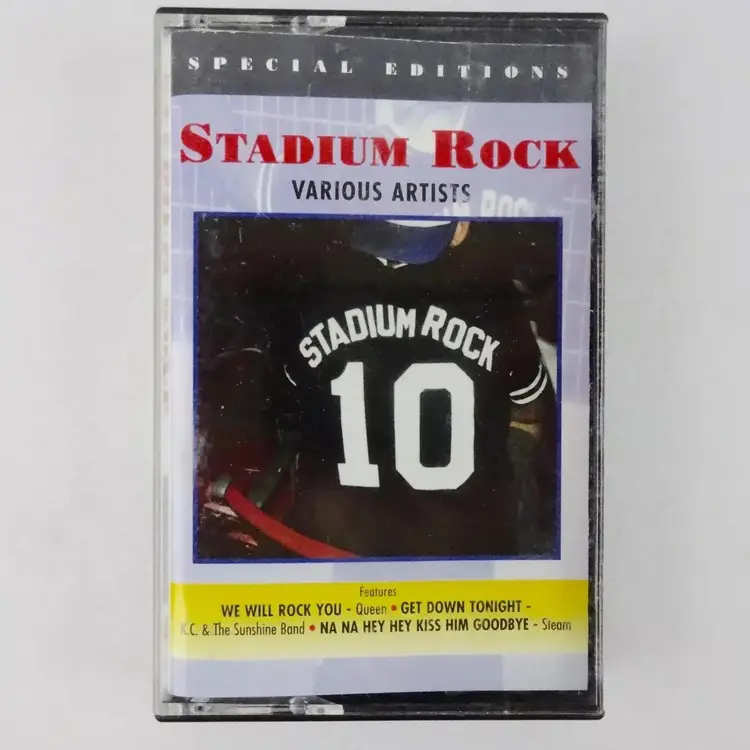 SPECIAL EDITIONS
STADIUM ROCK
VARIOUS ARTISTS
STADIUM ROCK
10
Features
WE WILL ROCK YOU - Queen • GET DOWN TONIGHT -
K.C. & The Sunshine Band • NA NA HEY HEY KISS HIM GOODBYE - Steam